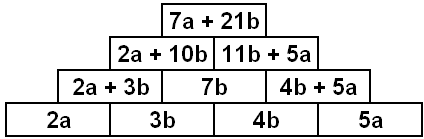 7a + 21b
2a + 10b 11b + 5a
2a + 3b 7b 4b + 5a
2a 3b 4b 5a